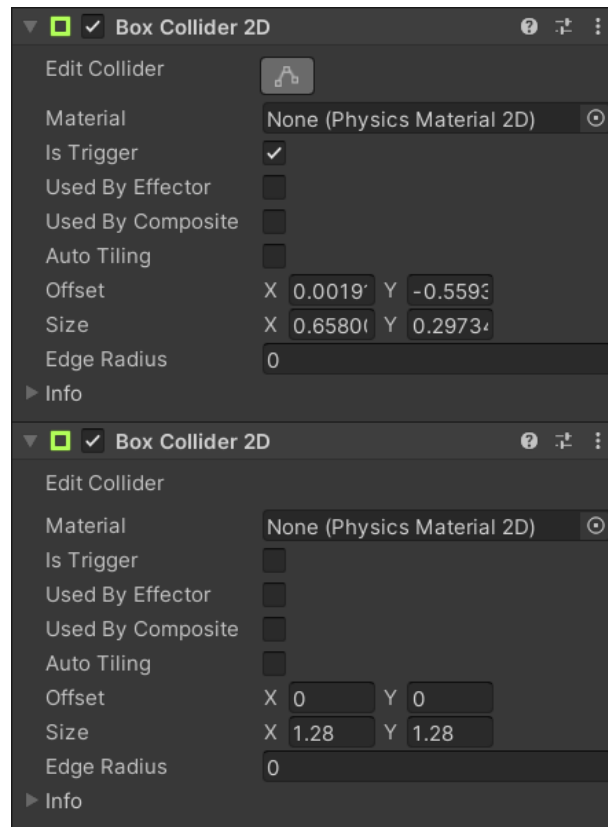 Box Collider 2D
Edit Collider
Material None (Physics Material 2D)
Is Trigger
Used By Effector
Used By Composite
Auto Tiling
Offset X 0.0019 Y -0.559
Size X 0.6580 Y 0.2973
Edge Radius 0
Info
Box Collider 2D
Edit Collider
Material None (Physics Material 2D)
Is Trigger
Used By Effector
Used By Composite
Auto Tiling
Offset X 0 Y 0
Size X 1.28 Y 1.28
Edge Radius 0
Info